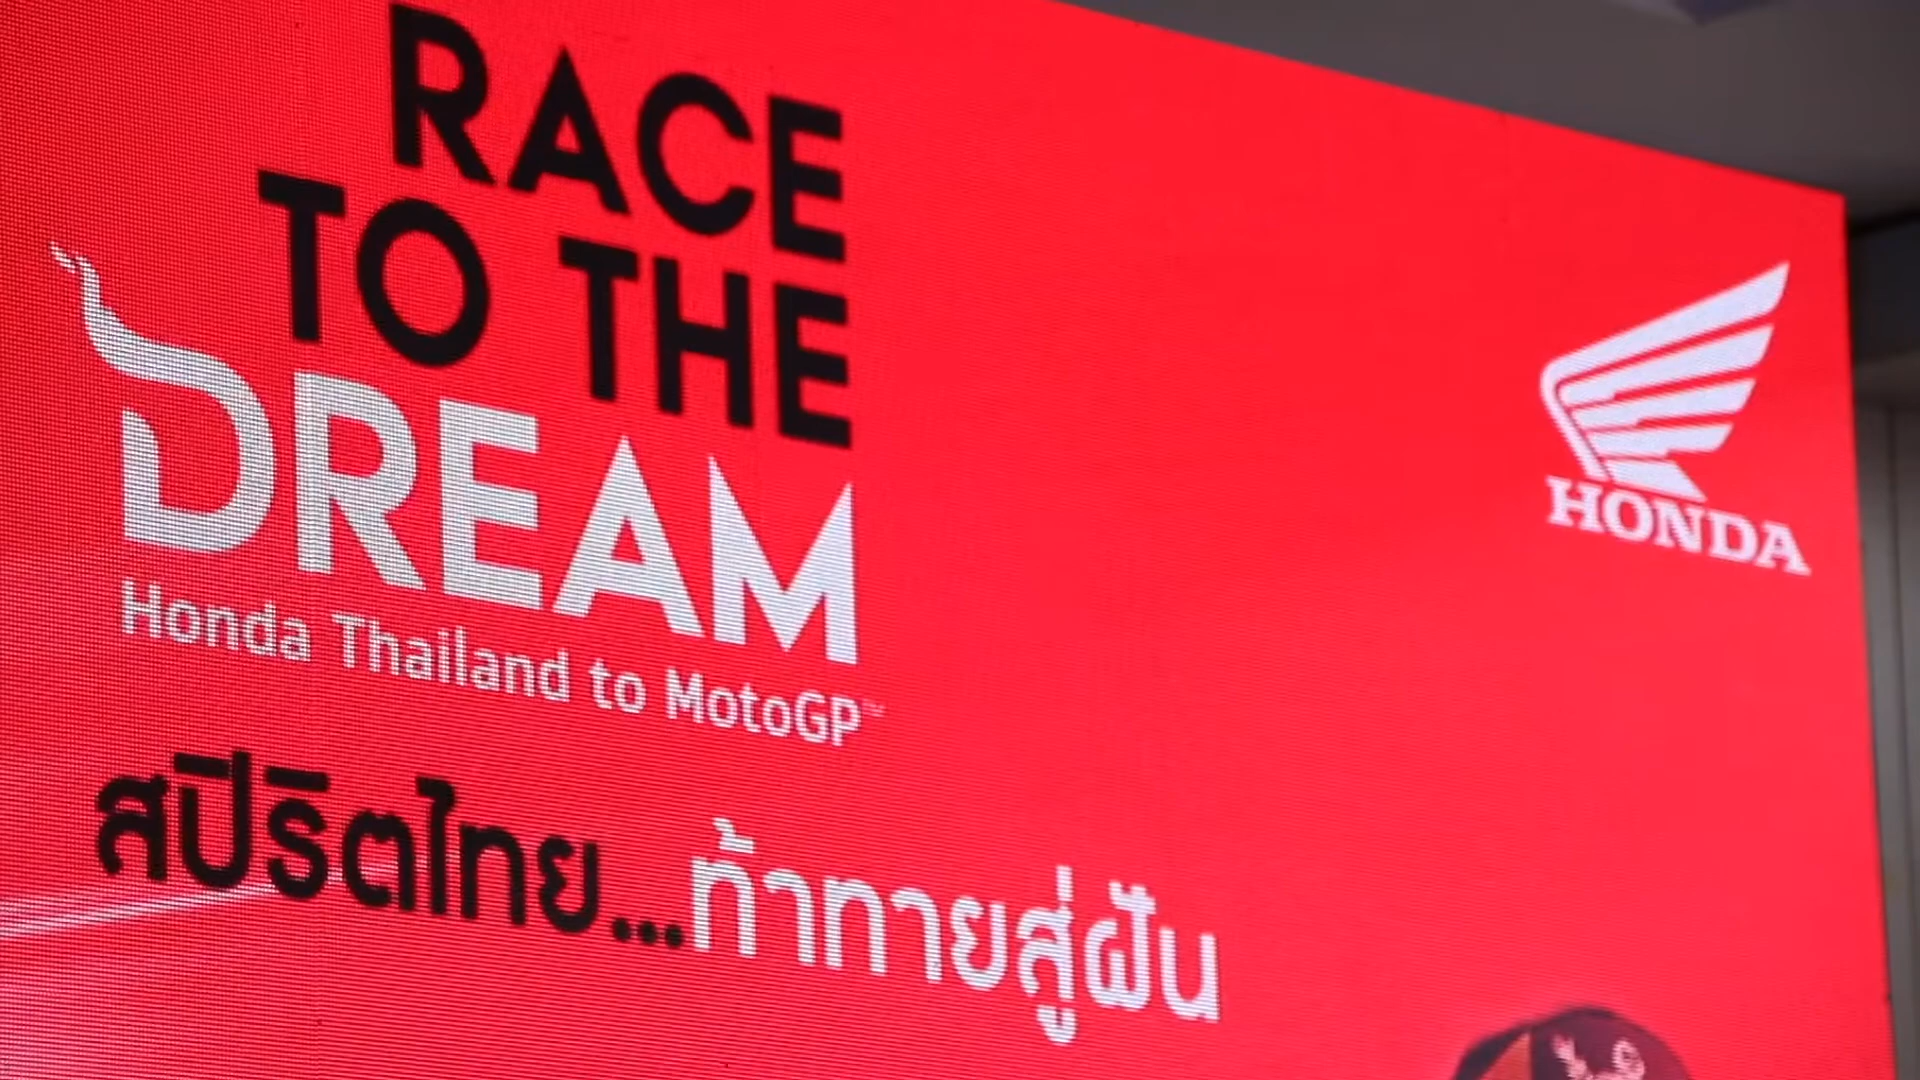 RACE
TO THE
DREAM
Honda Thailand to MotoGP™
สปิริตไทย...ท้าทายสู่ฝัน
HONDA